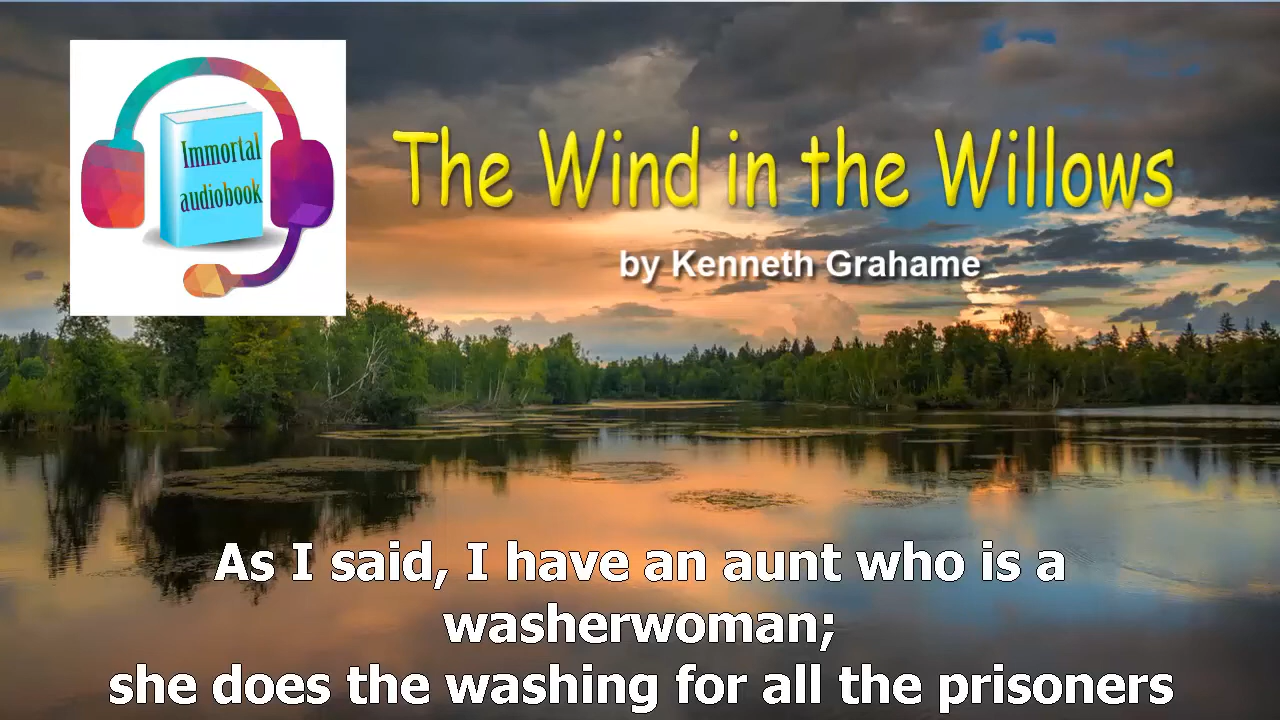 Immortal
audiobook
The Wind in the Willows
by Kenneth Grahame
As I said, I have an aunt who is a
washerwoman;
she does the washing for all the prisoners